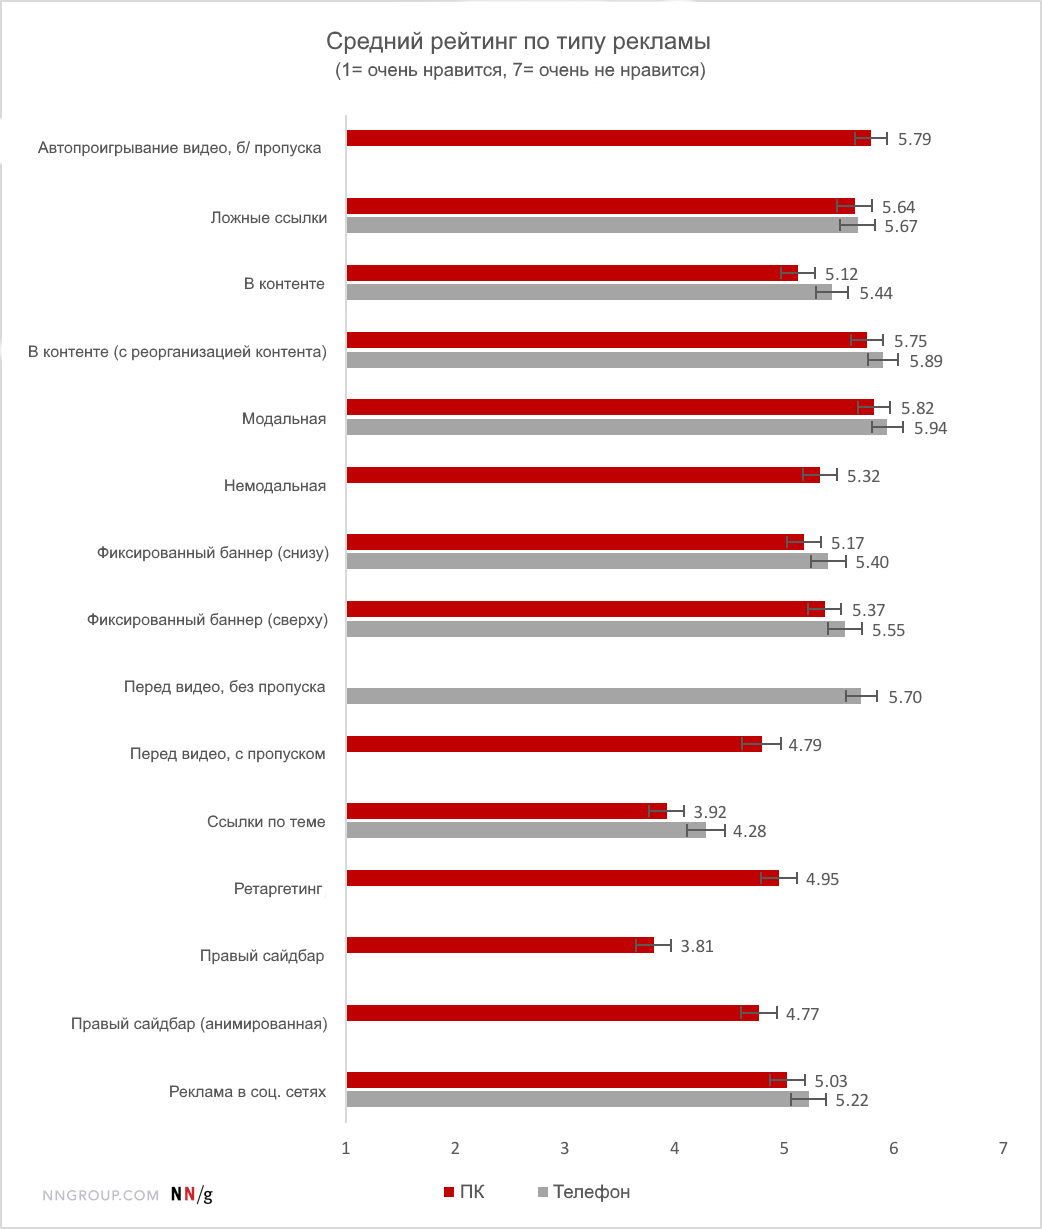 Средний рейтинг по типу рекламы
(1= очень нравится, 7= очень не нравится)
Автопроигрывание видео, б/ пропуска
5.79
Ложные ссылки
5.64
5.67
В контенте
5.12
5.44
В контенте (с реорганизацией контента)
5.75
5.89
Модальная
5.82
5.94
Немодальная
5.32
Фиксированный баннер (снизу)
5.17
5.40
Фиксированный баннер (сверху)
5.37
5.55
Перед видео, без пропуска
5.70
Перед видео, с пропуском
4.79
Ссылки по теме
3.92
4.28
Ретаргетинг
4.95
Правый сайдбар
3.81
Правый сайдбар (анимированная)
4.77
Реклама в соц. сетях
5.03
5.22
1 2 3 4 5 6 7
NNGROUP.COM NN/g
ПК Телефон